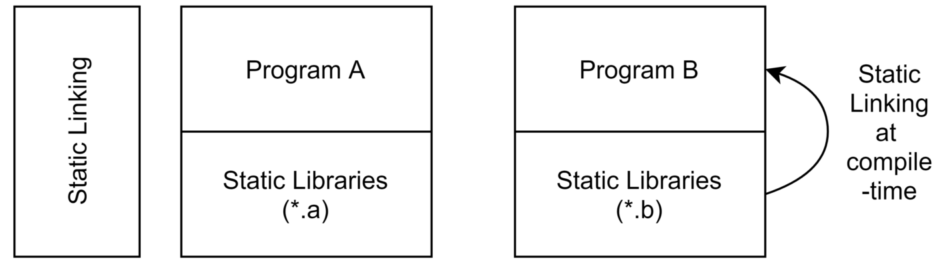 Static Linking
Program A
Static Libraries
(*.a)
Program B
Static Libraries
(*.b)
Static
Linking
at
compile
-time